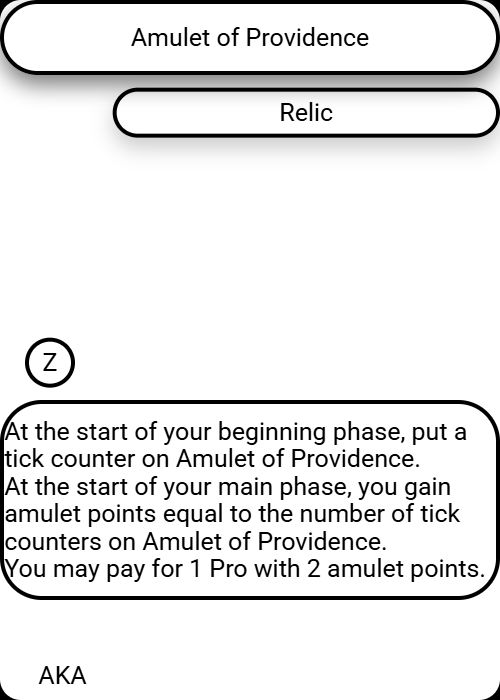 Amulet of Providence
Relic
Z
At the start of your beginning phase, put a
tick counter on Amulet of Providence.
At the start of your main phase, you gain
amulet points equal to the number of tick
counters on Amulet of Providence.
You may pay for 1 Pro with 2 amulet points.
AKA